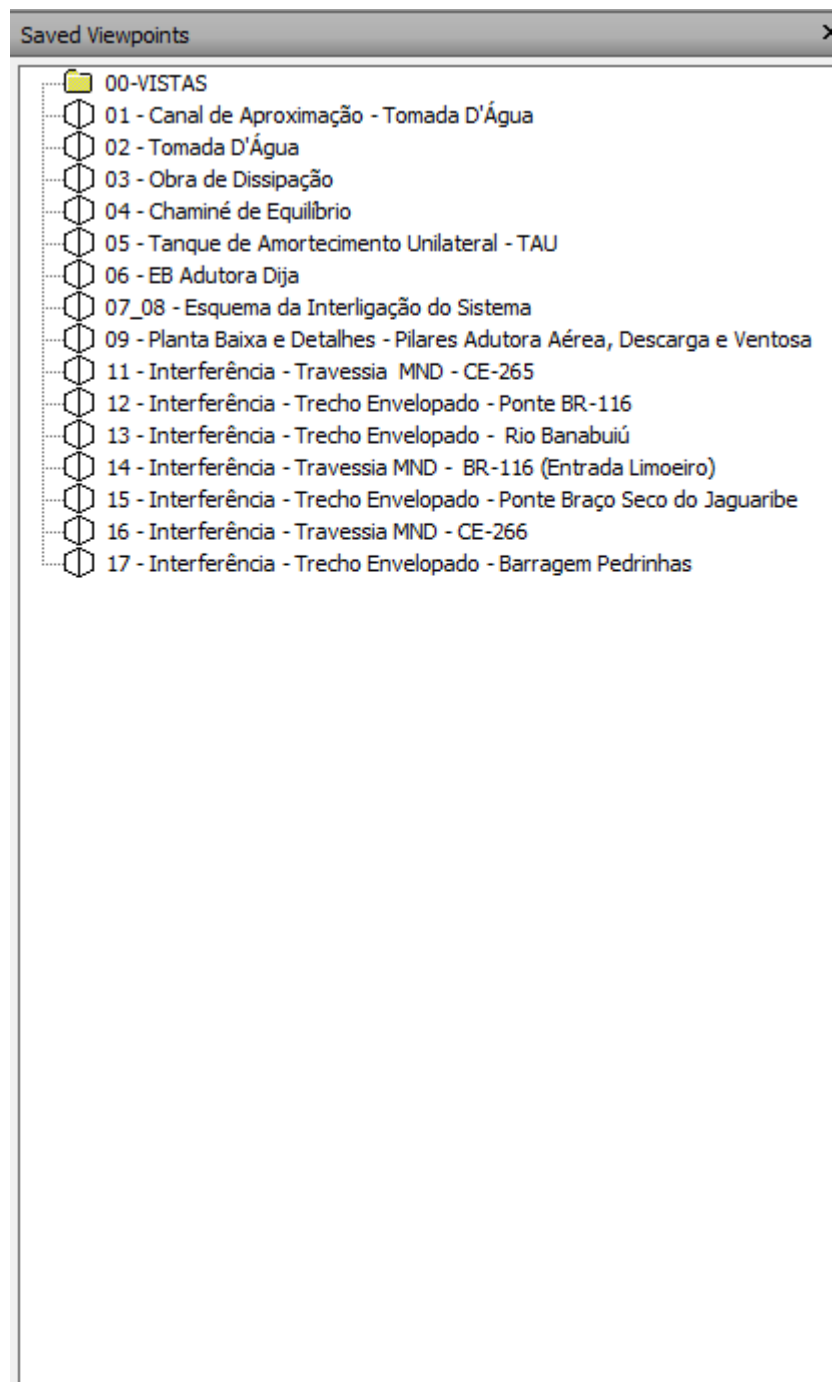 Saved Viewpoints
00-VISTAS
01 - Canal de Aproximação - Tomada D'Água
02 - Tomada D'Água
03 - Obra de Dissipação
04 - Chaminé de Equilíbrio
05 - Tanque de Amortecimento Unilateral - TAU
06 - EB Adutora Dija
07_08 - Esquema da Interligação do Sistema
09 - Planta Baixa e Detalhes - Pilares Adutora Aérea, Descarga e Ventosa
11 - Interferência - Travessia  MND - CE-265
12 - Interferência - Trecho Envelopado - Ponte BR-116
13 - Interferência - Trecho Envelopado -  Rio Banabuiú
14 - Interferência - Travessia MND -  BR-116 (Entrada Limoeiro)
15 - Interferência - Trecho Envelopado - Ponte Braço Seco do Jaguaribe
16 - Interferência - Travessia MND - CE-266
17 - Interferência - Trecho Envelopado - Barragem Pedrinhas